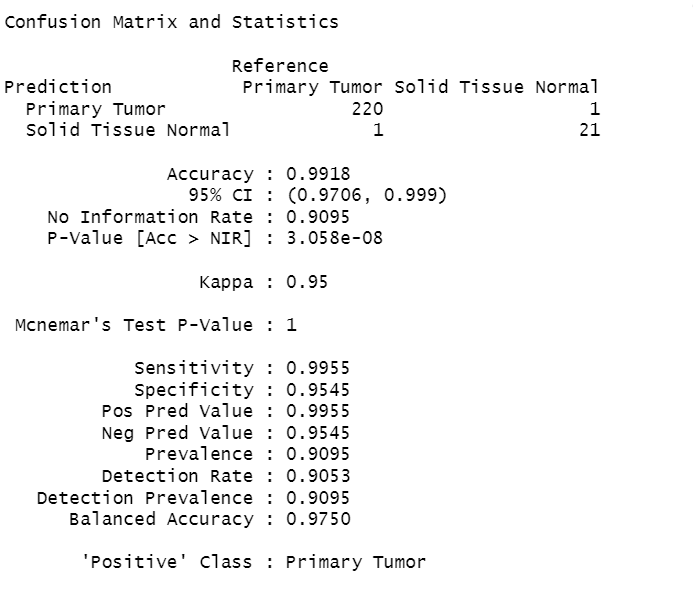 Confusion Matrix and Statistics
Reference
Prediction Primary Tumor Solid Tissue Normal
Primary Tumor 220 1
Solid Tissue Normal 1 21
Accuracy : 0.9918
95% CI : (0.9706, 0.999)
No Information Rate : 0.9095
P-Value [Acc > NIR] : 3.058e-08
Kappa : 0.95
Mcnemar's Test P-Value : 1
Sensitivity : 0.9955
Specificity : 0.9545
Pos Pred Value : 0.9955
Neg Pred Value : 0.9545
Prevalence : 0.9095
Detection Rate : 0.9053
Detection Prevalence : 0.9095
Balanced Accuracy : 0.9750
'Positive' Class : Primary Tumor